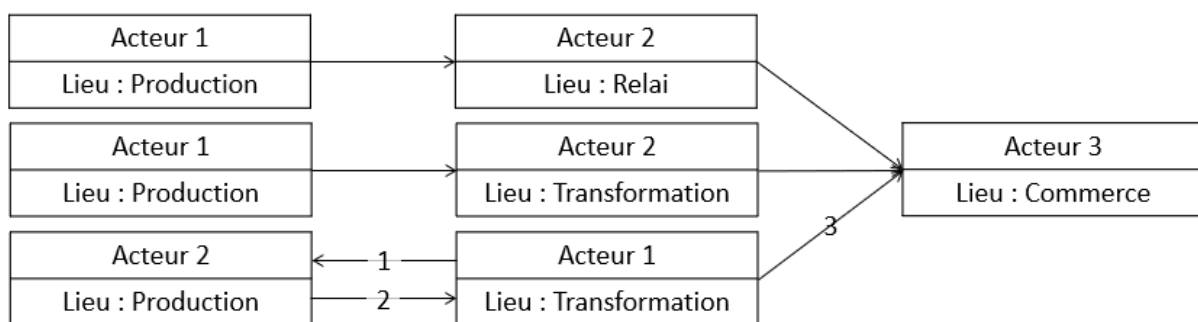 Acteur 1
Lieu : Production
Acteur 2
Lieu : Relai
Acteur 1
Lieu : Production
Acteur 2
Lieu : Transformation
Acteur 3
Lieu : Commerce
Acteur 2
Lieu : Production
1
2
Acteur 1
Lieu : Transformation
3